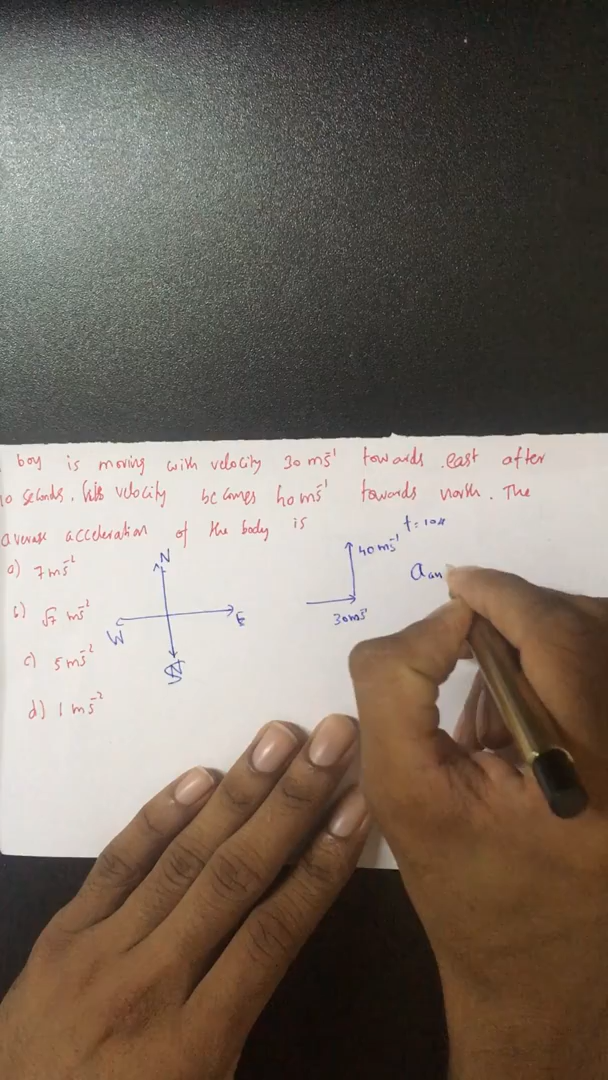 boy is moving with velocity 30 ms⁻¹ towards east after
10 seconds, his velocity becomes 40 ms⁻¹ towards north. The
average acceleration of the body is
a) 7 ms⁻²
b) √7 ms⁻²
c) 5 ms⁻²
d) 1 ms⁻²
N
W
E
S
t = 10s
40 ms⁻¹
30 ms⁻¹
a